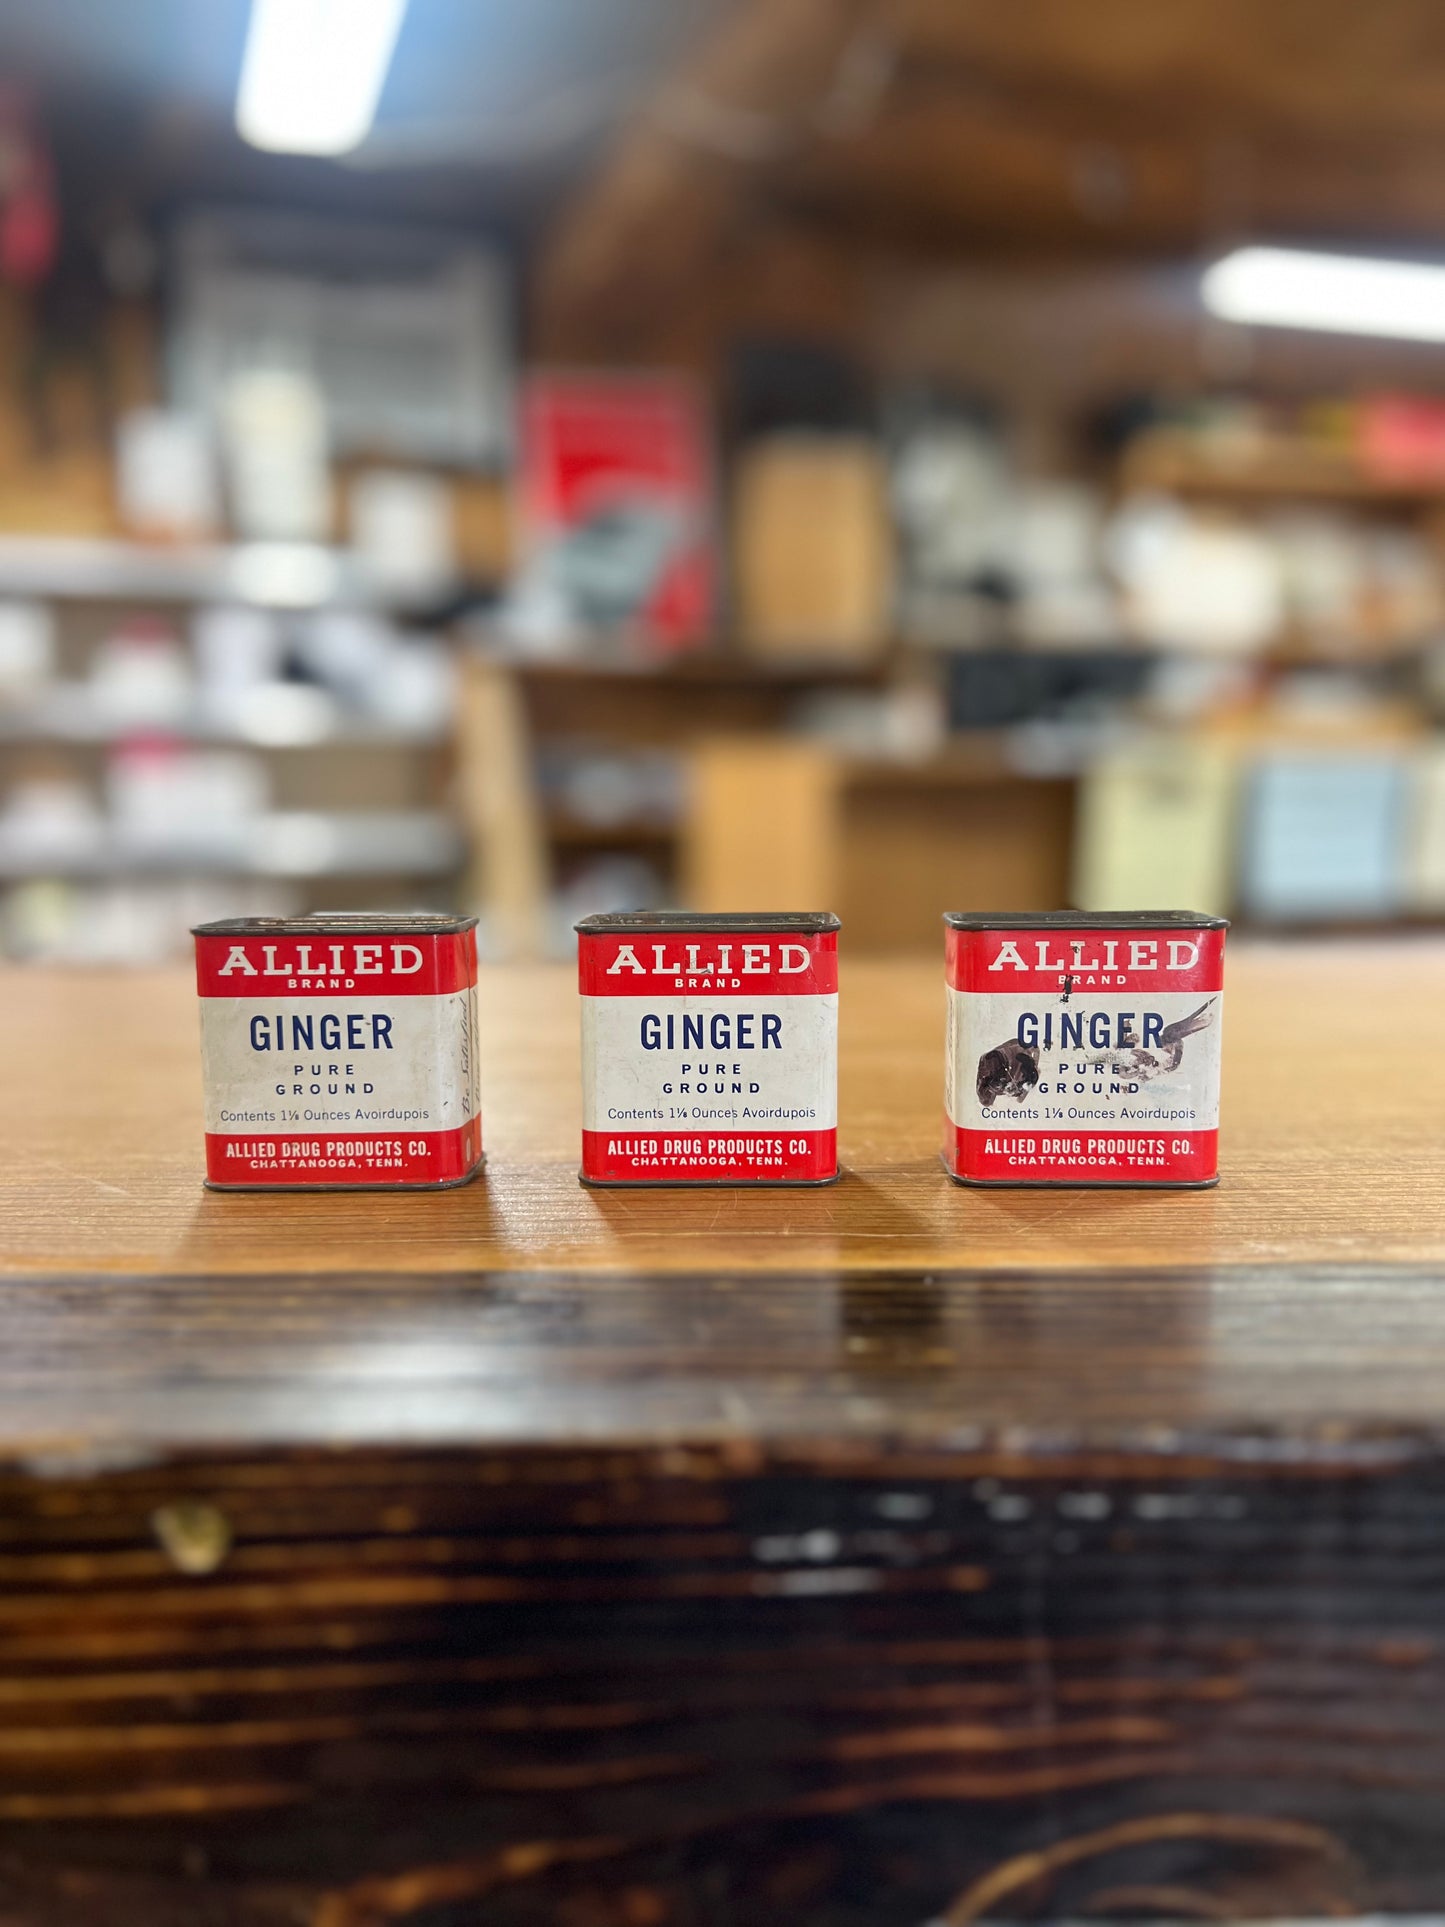 ALLIED
BRAND
GINGER
PURE
GROUND
Contents 1⅛ Ounces Avoirdupois
ALLIED DRUG PRODUCTS CO.
CHATTANOOGA, TENN.
Be Satisfied
ALLIED
BRAND
GINGER
PURE
GROUND
Contents 1⅛ Ounces Avoirdupois
ALLIED DRUG PRODUCTS CO.
CHATTANOOGA, TENN.
ALLIED
BRAND
GINGER
PURE
GROUND
Contents 1⅛ Ounces Avoirdupois
ALLIED DRUG PRODUCTS CO.
CHATTANOOGA, TENN.